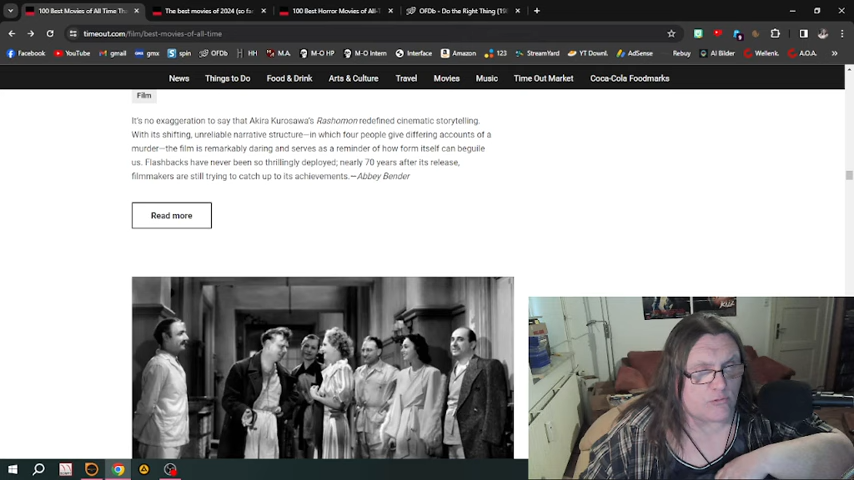 100 Best Movies of All Time Th
The best movies of 2024 (so fa
100 Best Horror Movies of All-T
OFDb - Do the Right Thing (19
timeout.com/film/best-movies-of-all-time
Facebook YouTube gmail gmx spin OFDb HH M.A. M-O HP M-O Intern Interface Amazon 123 StreamYard YT Downl. AdSense Rebuy AI Bilder Wellenk. A.O.A.
News Things to Do Food & Drink Arts & Culture Travel Movies Music Time Out Market Coca-Cola Foodmarks
Film
It's no exaggeration to say that Akira Kurosawa's Rashomon redefined cinematic storytelling.
With its shifting, unreliable narrative structure—in which four people give differing accounts of a
murder—the film is remarkably daring and serves as a reminder of how form itself can beguile
us. Flashbacks have never been so thrillingly deployed; nearly 70 years after its release,
filmmakers are still trying to catch up to its achievements.—Abbey Bender
Read more